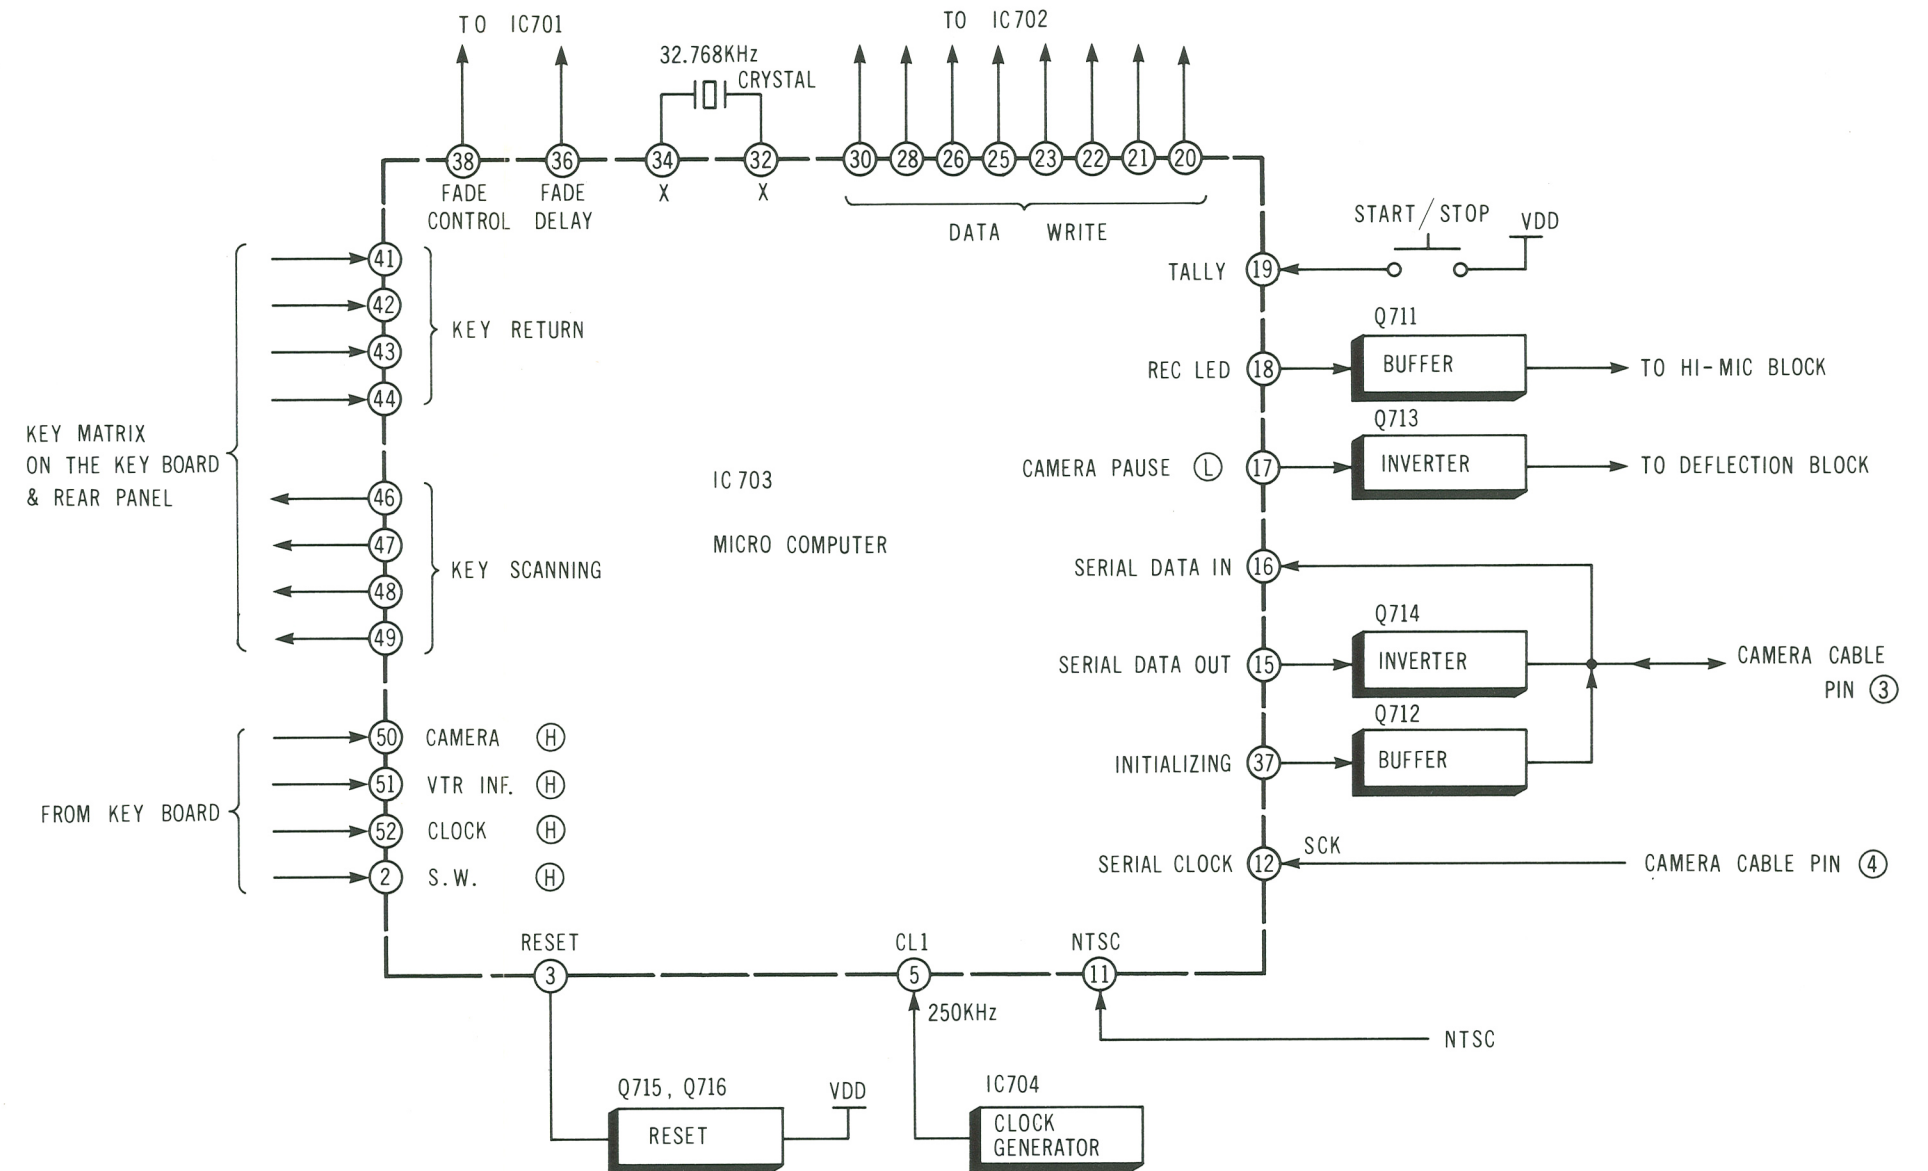 TO IC701
TO IC702
32.768KHz
CRYSTAL
38
36
34
32
30
28
26
25
23
22
21
20
FADE CONTROL
FADE DELAY
X
X
DATA WRITE
41
42
43
44
KEY RETURN
KEY MATRIX
ON THE KEY BOARD
& REAR PANEL
46
47
48
49
KEY SCANNING
IC703
MICRO COMPUTER
50 CAMERA H
51 VTR INF. H
52 CLOCK H
2 S.W. H
FROM KEY BOARD
START/STOP
VDD
TALLY 19
Q711
REC LED 18
BUFFER
TO HI-MIC BLOCK
Q713
CAMERA PAUSE L 17
INVERTER
TO DEFLECTION BLOCK
SERIAL DATA IN 16
Q714
SERIAL DATA OUT 15
INVERTER
CAMERA CABLE
PIN 3
Q712
INITIALIZING 37
BUFFER
SERIAL CLOCK 12
SCK
CAMERA CABLE PIN 4
RESET
3
CL1
5
250KHz
NTSC
11
NTSC
Q715, Q716
RESET
VDD
IC704
CLOCK
GENERATOR